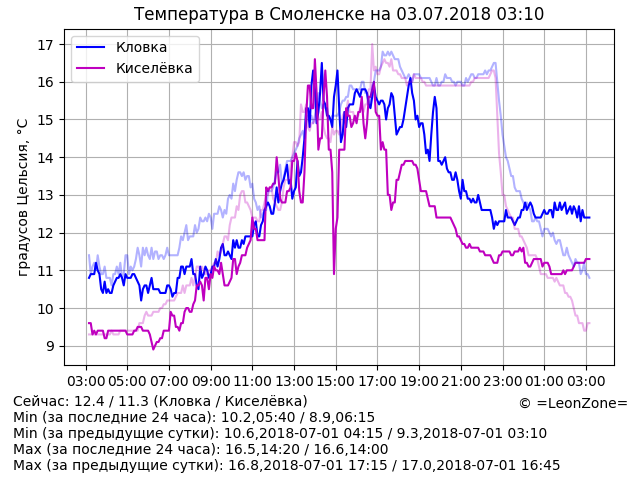 Температура в Смоленске на 03.07.2018 03:10
Кловка
Киселёвка
градусов Цельсия, °C
17
16
15
14
13
12
11
10
9
03:00 05:00 07:00 09:00 11:00 13:00 15:00 17:00 19:00 21:00 23:00 01:00 03:00
Сейчас: 12.4 / 11.3 (Кловка / Киселёвка)
© =LeonZone=
Min (за последние 24 часа): 10.2,05:40 / 8.9,06:15
Min (за предыдущие сутки): 10.6,2018-07-01 04:15 / 9.3,2018-07-01 03:10
Max (за последние 24 часа): 16.5,14:20 / 16.6,14:00
Max (за предыдущие сутки): 16.8,2018-07-01 17:15 / 17.0,2018-07-01 16:45